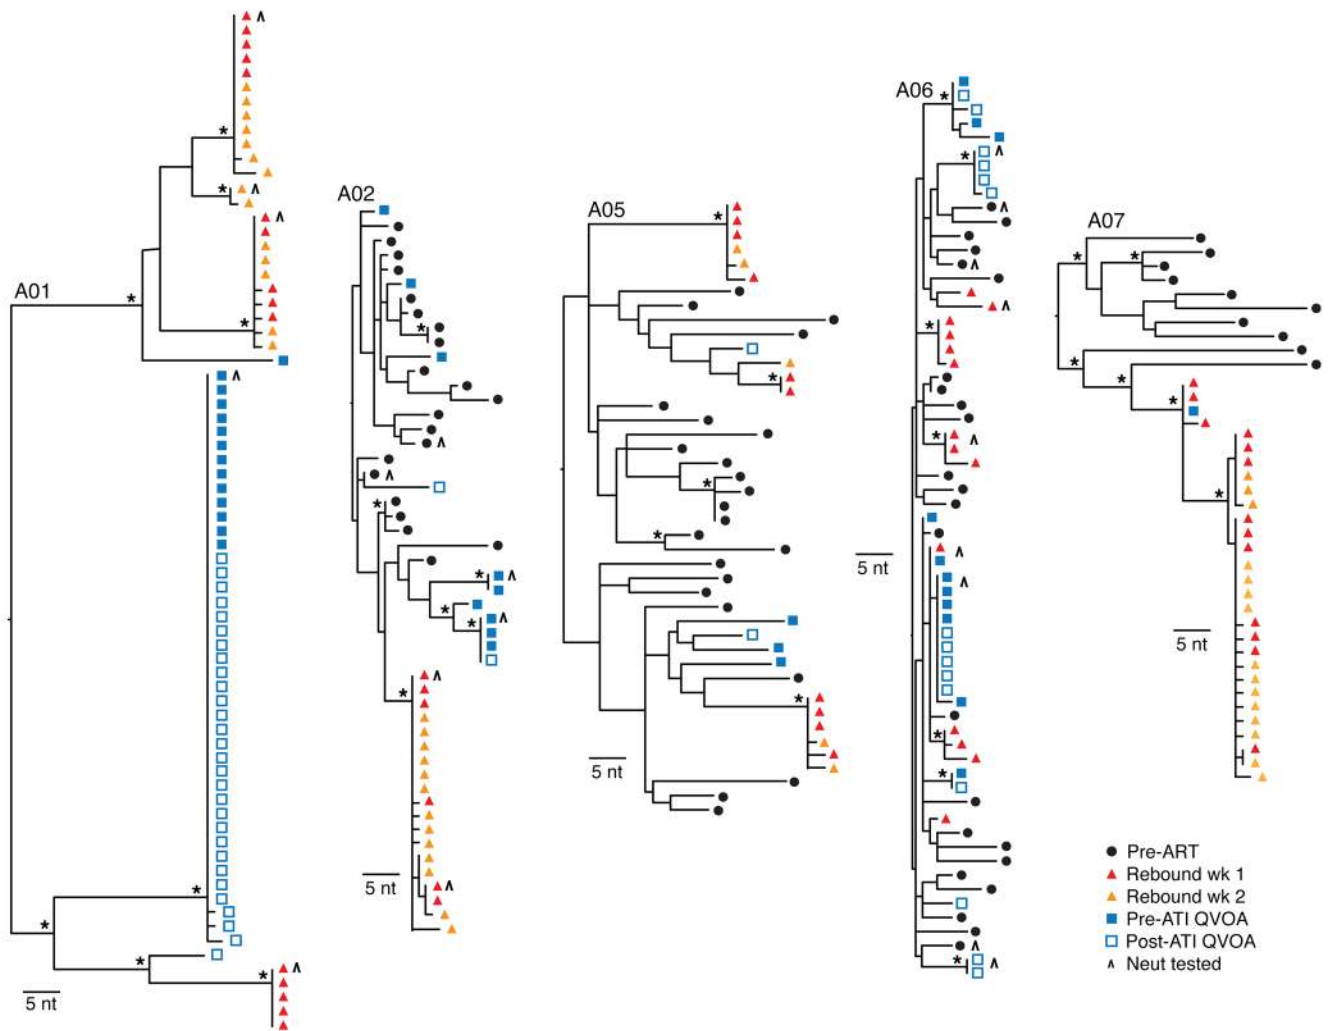 A06
A02
A05
A07
A01
5 nt
5 nt
5 nt
5 nt
5 nt
Pre-ART
Rebound wk 1
Rebound wk 2
Pre-ATI QVOA
Post-ATI QVOA
Neut tested